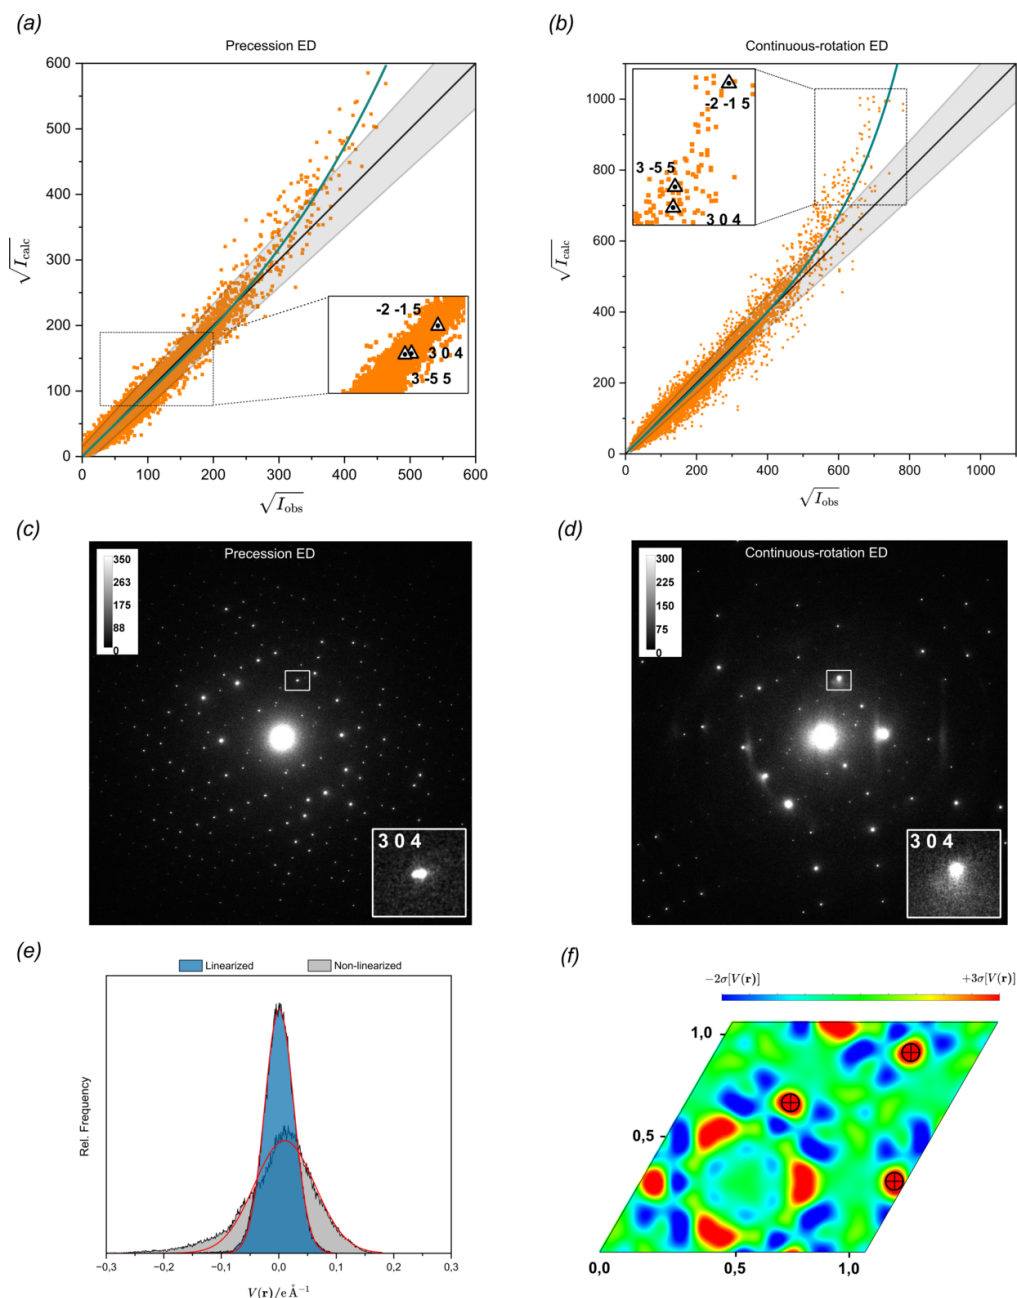 (a)
Precession ED
600
500
400
300
200
100
0
√I_calc
-2 -1 5
3 0 4
3 -5 5
0 100 200 300 400 500 600
√I_obs
(b)
Continuous-rotation ED
1000
800
600
400
200
0
√I_calc
-2 -1 5
3 -5 5
3 0 4
0 200 400 600 800 1000
√I_obs
(c)
Precession ED
350
263
175
88
0
3 0 4
(d)
Continuous-rotation ED
300
225
150
75
0
3 0 4
(e)
Linearized Non-linearized
Rel. Frequency
-0,3 -0,2 -0,1 0,0 0,1 0,2 0,3
V(r)/e Å⁻¹
(f)
−2σ[V(r)] +3σ[V(r)]
1,0
0,5
0,0 0,5 1,0